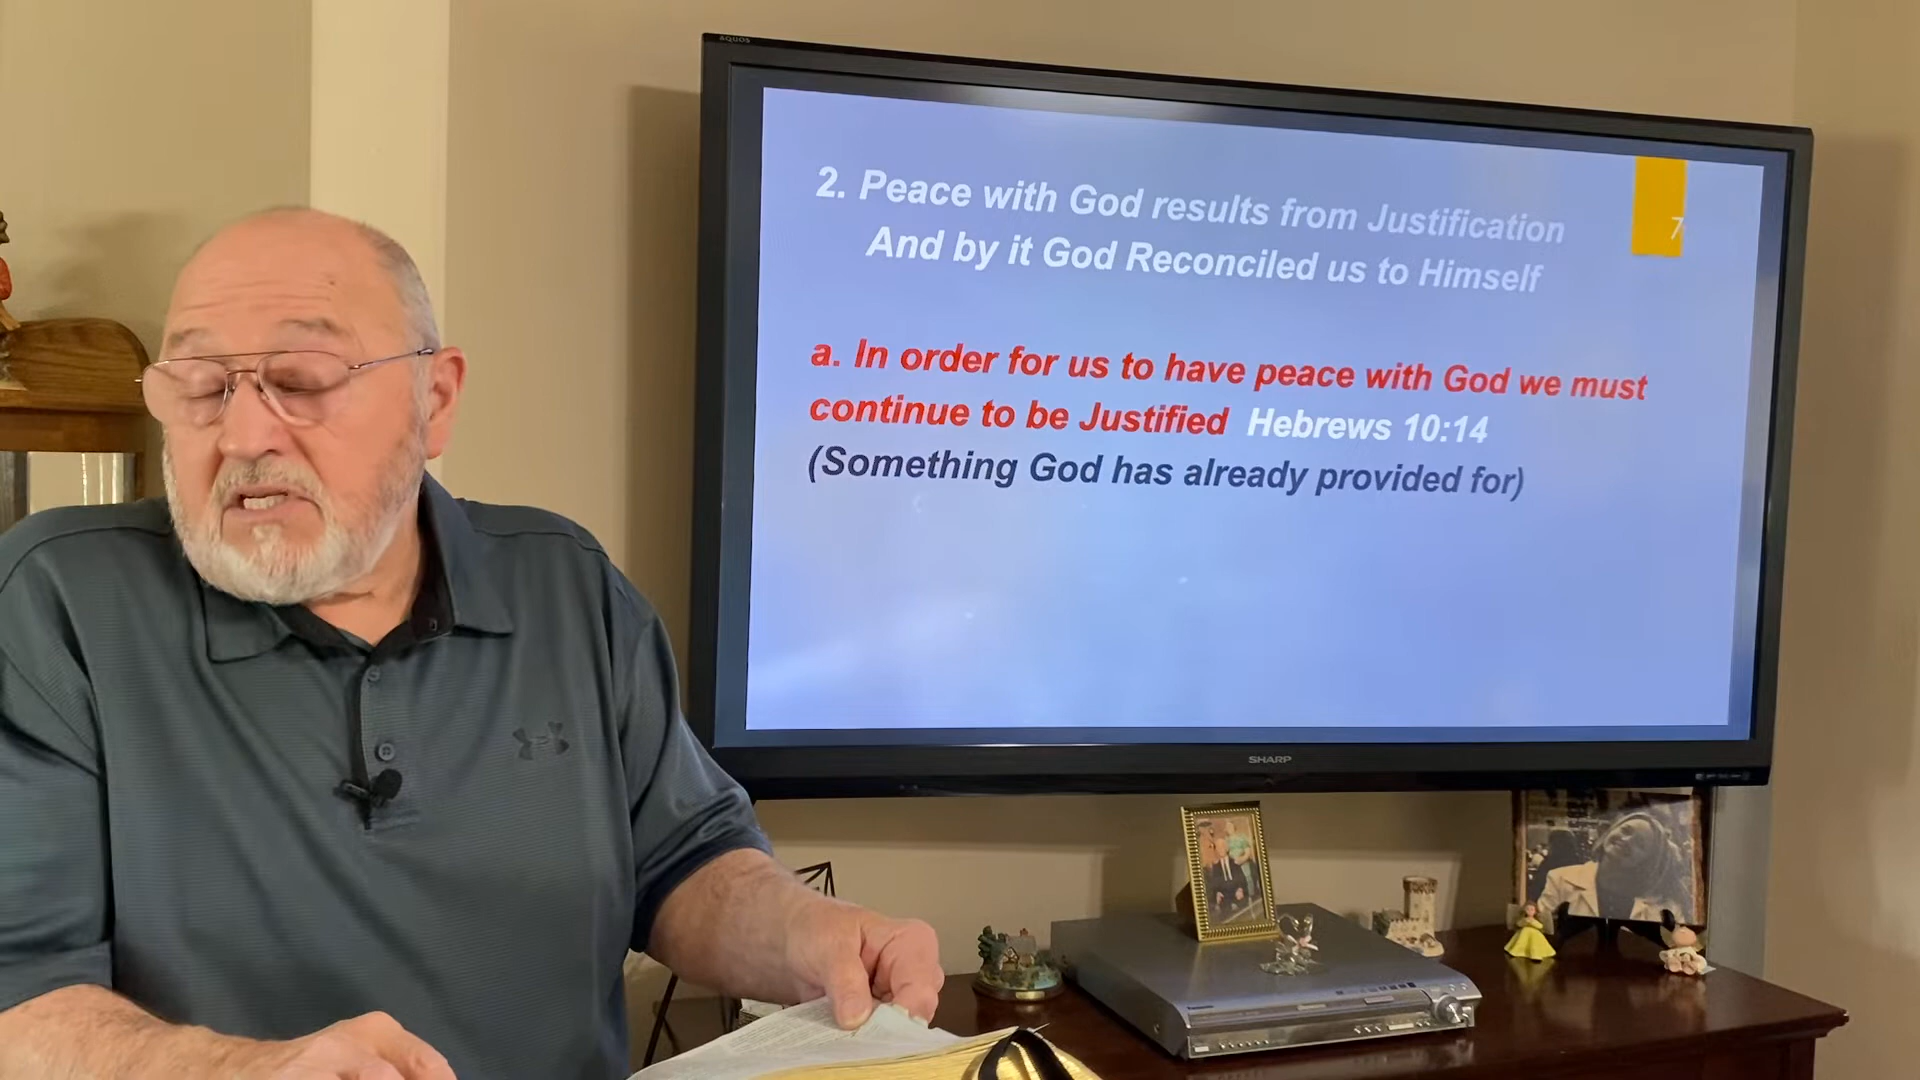 AQUOS
2. Peace with God results from Justification
And by it God Reconciled us to Himself
7
a. In order for us to have peace with God we must
continue to be Justified Hebrews 10:14
(Something God has already provided for)
SHARP